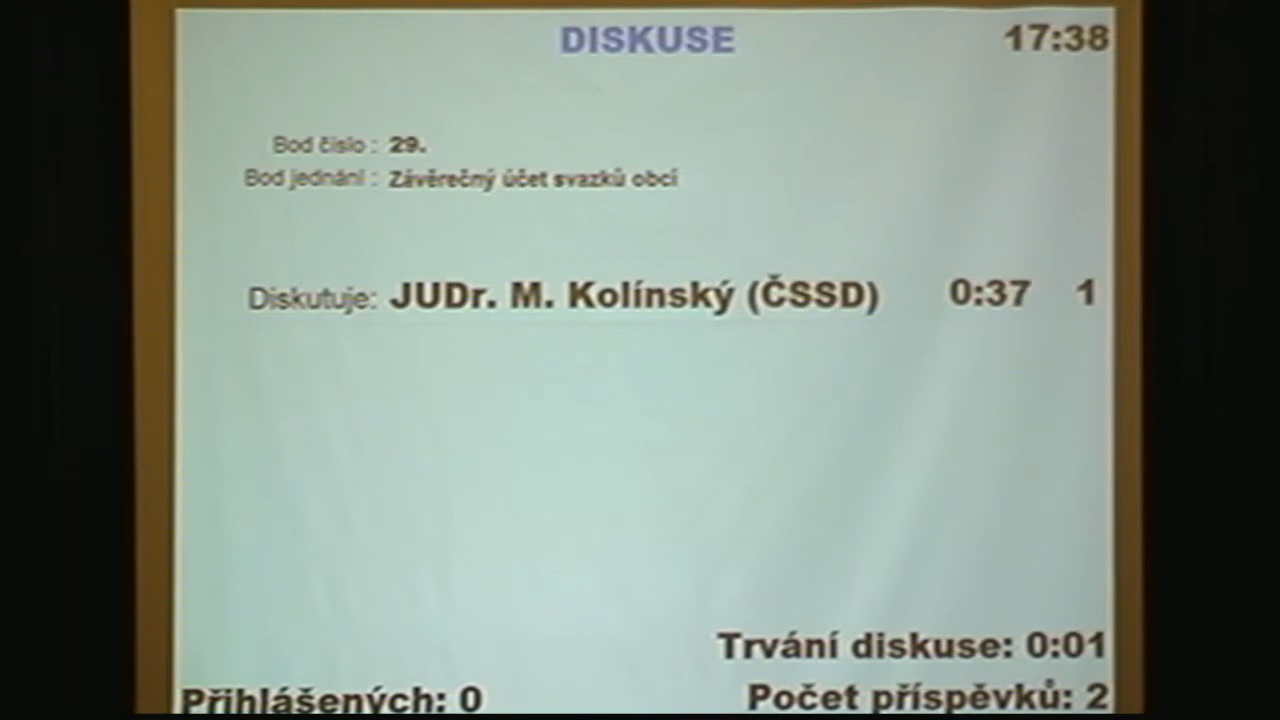 DISKUSE 17:38
Bod číslo : 29.
Bod jednání : Závěrečný účet svazků obcí
Diskutuje: JUDr. M. Kolínský (ČSSD) 0:37 1
Trvání diskuse: 0:01
Přihlášených: 0 Počet příspěvků: 2